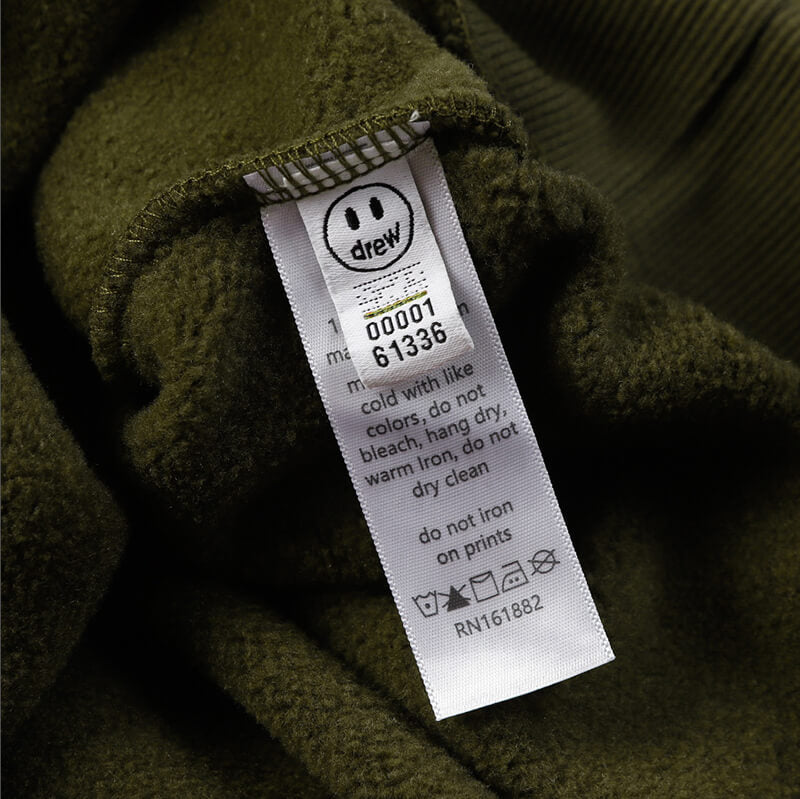 drew
00001
61336
cold with like
colors, do not
bleach, hang dry,
warm Iron, do not
dry clean
do not iron
on prints
RN161882